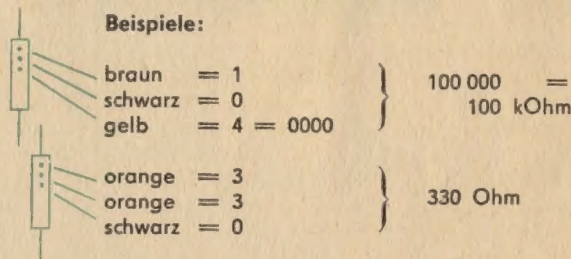 Beispiele:
braun = 1
schwarz = 0
gelb = 4 = 0000
100 000 =
100 kOhm
orange = 3
orange = 3
schwarz = 0
330 Ohm